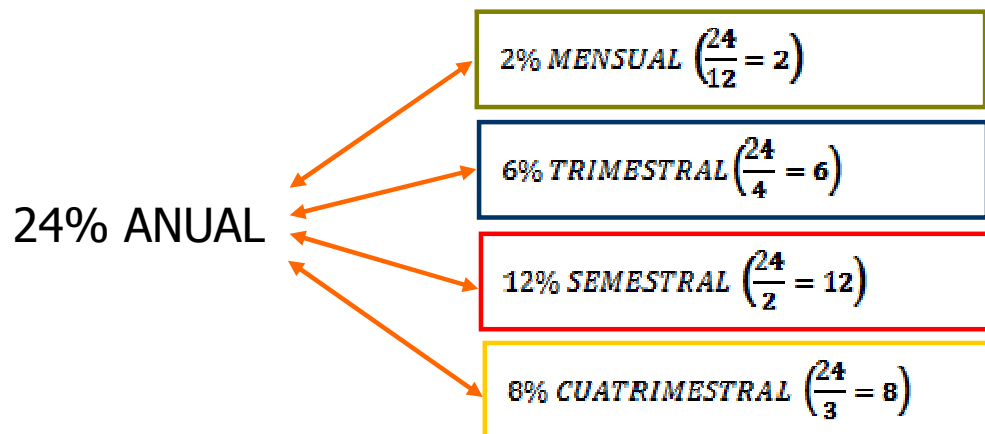 2% MENSUAL (24/12 = 2)
6% TRIMESTRAL(24/4 = 6)
24% ANUAL
12% SEMESTRAL (24/2 = 12)
8% CUATRIMESTRAL (24/3 = 8)